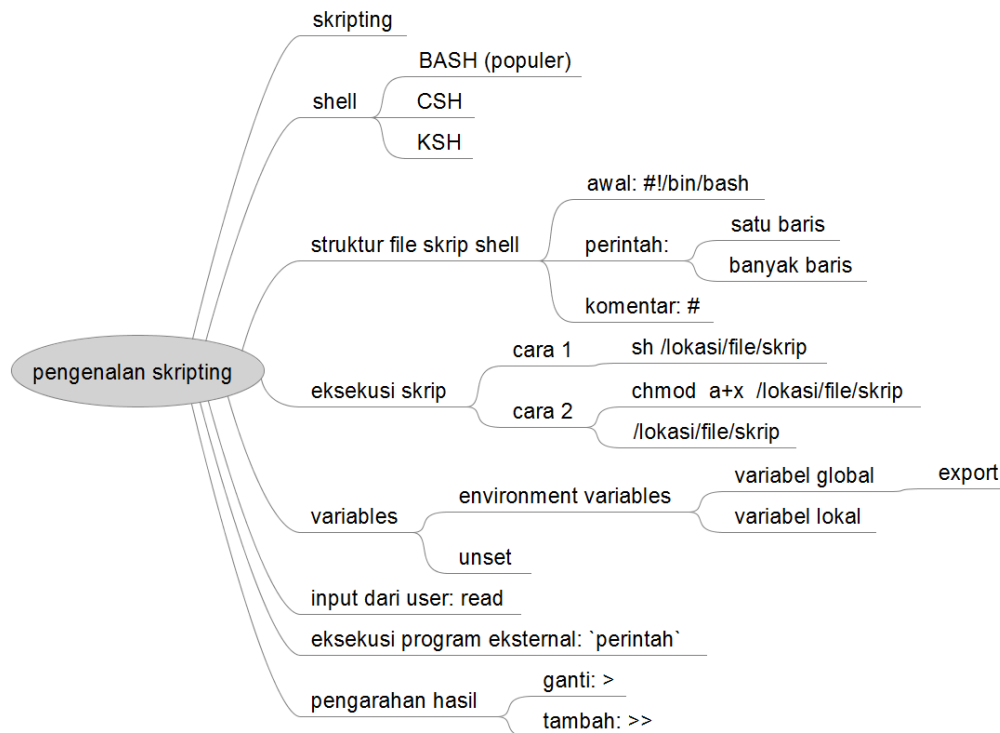 pengenalan skripting
skripting
shell
BASH (populer)
CSH
KSH
struktur file skrip shell
awal: #!/bin/bash
perintah:
satu baris
banyak baris
komentar: #
eksekusi skrip
cara 1
sh /lokasi/file/skrip
cara 2
chmod  a+x  /lokasi/file/skrip
/lokasi/file/skrip
variables
environment variables
variabel global
export
variabel lokal
unset
input dari user: read
eksekusi program eksternal: `perintah`
pengarahan hasil
ganti: >
tambah: >>